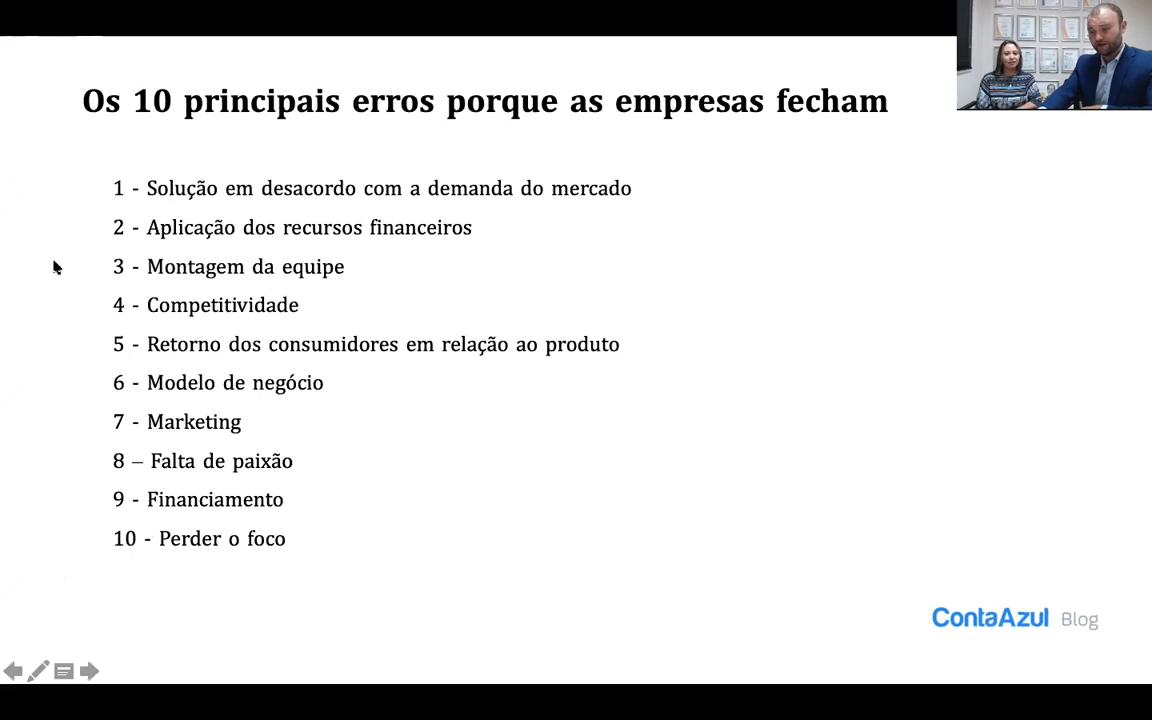 Os 10 principais erros porque as empresas fecham
1 - Solução em desacordo com a demanda do mercado
2 - Aplicação dos recursos financeiros
3 - Montagem da equipe
4 - Competitividade
5 - Retorno dos consumidores em relação ao produto
6 - Modelo de negócio
7 - Marketing
8 – Falta de paixão
9 - Financiamento
10 - Perder o foco
ContaAzul Blog